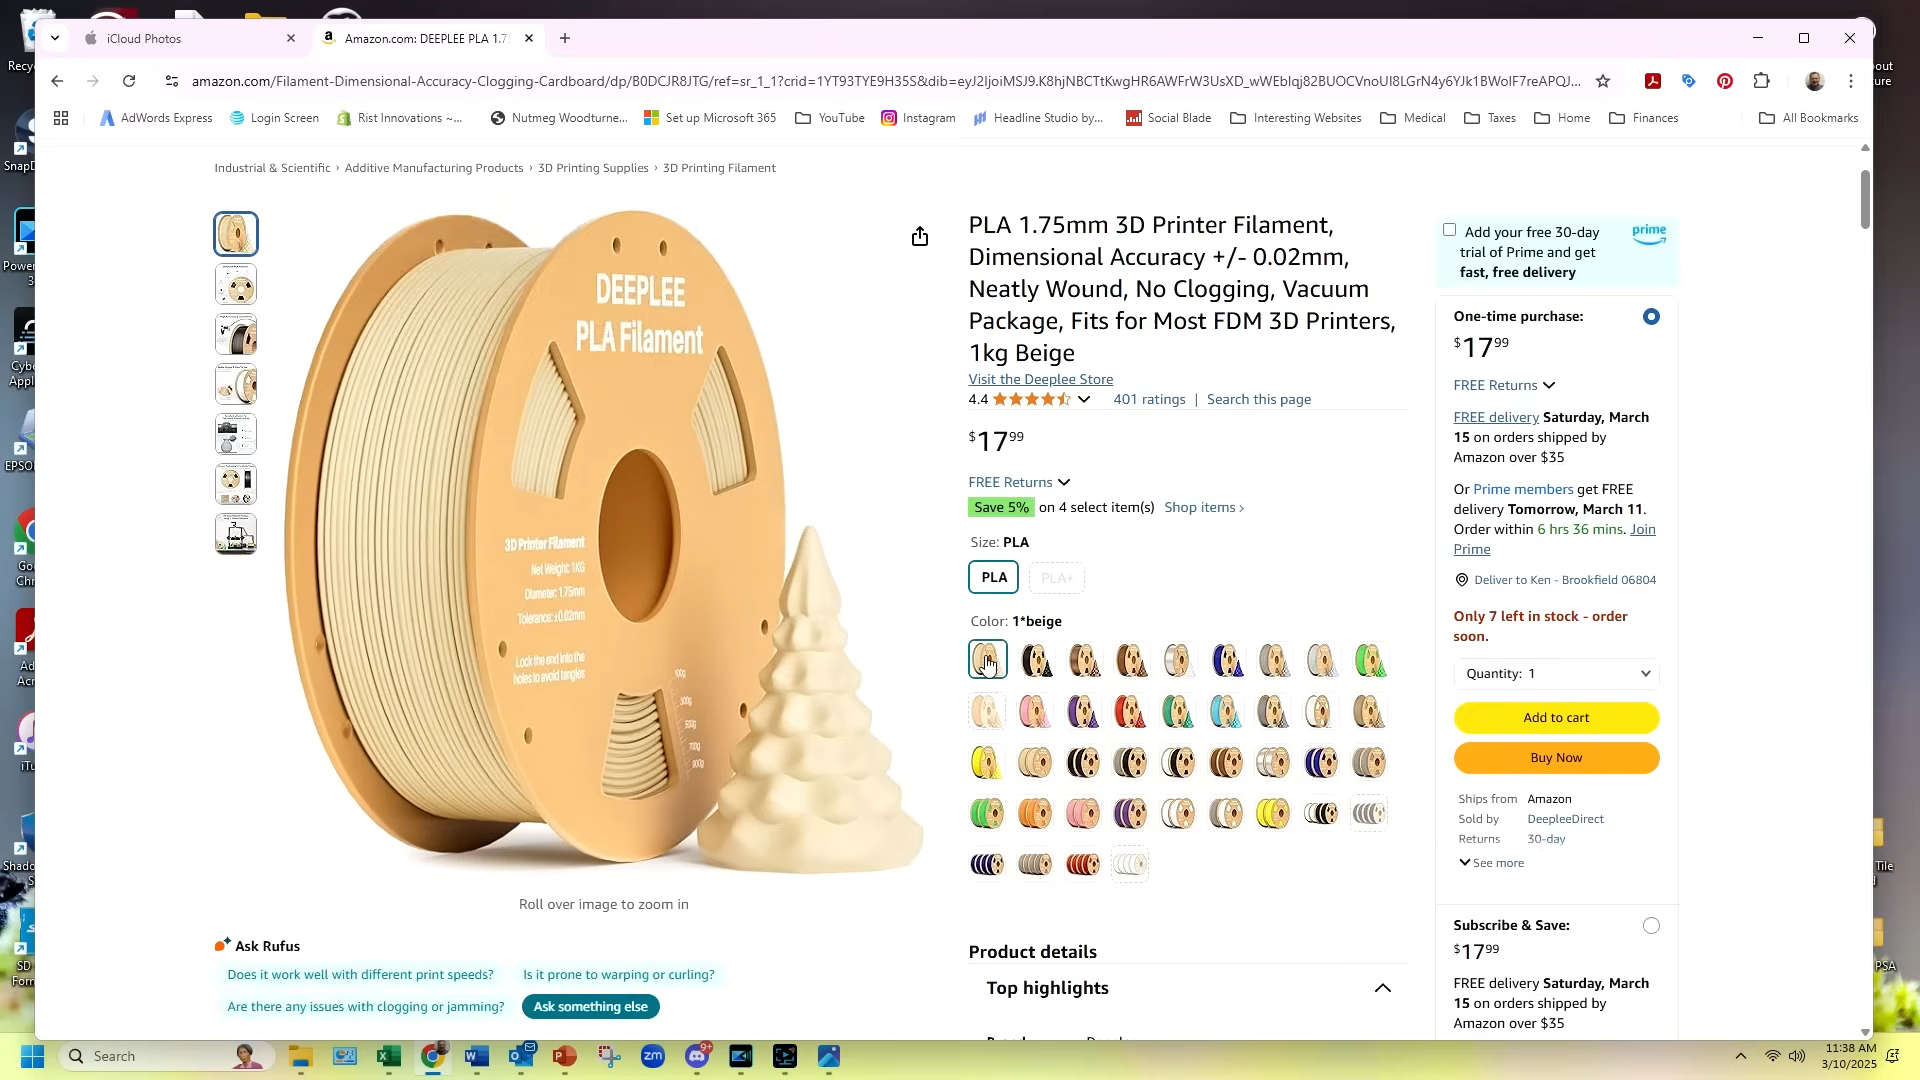 iCloud Photos
Amazon.com: DEEPLEE PLA 1.7
amazon.com/Filament-Dimensional-Accuracy-Clogging-Cardboard/dp/B0DCJR8JTG/ref=sr_1_1?crid=1YT93TYE9H35S&dib=eyJ2IjoiMSJ9.K8hjNBCTtKwgHR6AWFrW3UsXD_wWEbIqj82BUOCVnoUI8LGrN4y6YJk1BWoIF7reAPQJ...
AdWords Express
Login Screen
Rist Innovations ~...
Nutmeg Woodturne...
Set up Microsoft 365
YouTube
Instagram
Headline Studio by...
Social Blade
Interesting Websites
Medical
Taxes
Home
Finances
All Bookmarks
Industrial & Scientific › Additive Manufacturing Products › 3D Printing Supplies › 3D Printing Filament
DEEPLEE
PLA Filament
3D Printer Filament
Net Weight: 1KG
Diameter: 1.75mm
Tolerance: ±0.02mm
Lock the end into the
holes to avoid tangles
Roll over image to zoom in
Ask Rufus
Does it work well with different print speeds?
Is it prone to warping or curling?
Are there any issues with clogging or jamming?
Ask something else
PLA 1.75mm 3D Printer Filament,
Dimensional Accuracy +/- 0.02mm,
Neatly Wound, No Clogging, Vacuum
Package, Fits for Most FDM 3D Printers,
1kg Beige
Visit the Deeplee Store
4.4
401 ratings | Search this page
$17 99
FREE Returns
Save 5% on 4 select item(s) Shop items ›
Size: PLA
PLA
PLA+
Color: 1*beige
Product details
Top highlights
Add your free 30-day
trial of Prime and get
fast, free delivery
prime
One-time purchase:
$17 99
FREE Returns
FREE delivery Saturday, March
15 on orders shipped by
Amazon over $35
Or Prime members get FREE
delivery Tomorrow, March 11.
Order within 6 hrs 36 mins. Join
Prime
Deliver to Ken - Brookfield 06804
Only 7 left in stock - order
soon.
Quantity: 1
Add to cart
Buy Now
Ships from Amazon
Sold by DeepleeDirect
Returns 30-day
See more
Subscribe & Save:
$17 99
FREE delivery Saturday, March
15 on orders shipped by
Amazon over $35
Search
zm
9+
11:38 AM
3/10/2025